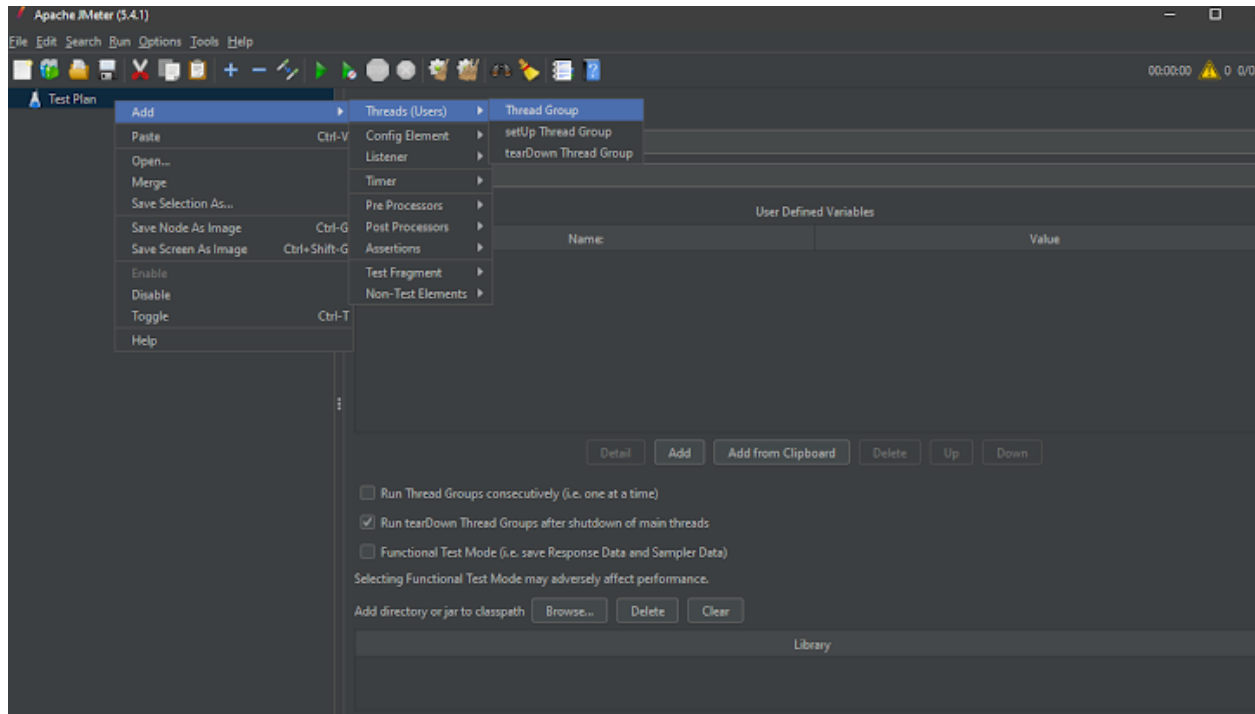 Apache JMeter (5.4.1)
File Edit Search Run Options Tools Help
00:00:00 0 0/0
Test Plan
Add
Paste Ctrl-V
Open...
Merge
Save Selection As...
Save Node As Image Ctrl-G
Save Screen As Image Ctrl+Shift-G
Enable
Disable
Toggle Ctrl-T
Help
Threads (Users)
Config Element
Listener
Timer
Pre Processors
Post Processors
Assertions
Test Fragment
Non-Test Elements
Thread Group
setUp Thread Group
tearDown Thread Group
User Defined Variables
Name: Value
Detail Add Add from Clipboard Delete Up Down
Run Thread Groups consecutively (i.e. one at a time)
Run tearDown Thread Groups after shutdown of main threads
Functional Test Mode (i.e. save Response Data and Sampler Data)
Selecting Functional Test Mode may adversely affect performance.
Add directory or jar to classpath Browse... Delete Clear
Library